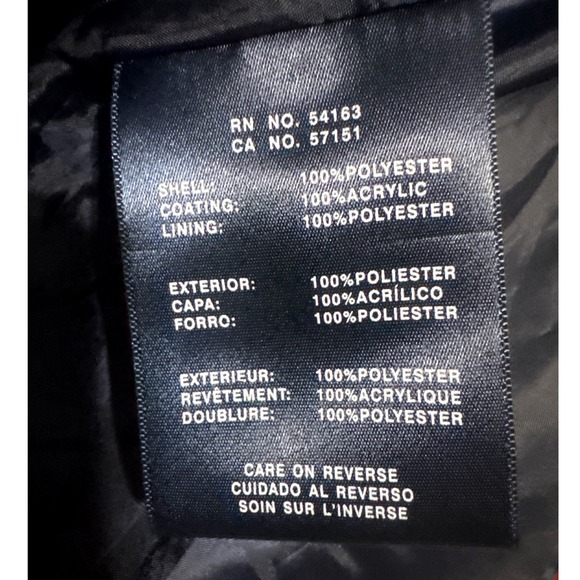 RN NO. 54163
CA NO. 57151
SHELL: 100%POLYESTER
COATING: 100%ACRYLIC
LINING: 100%POLYESTER
EXTERIOR: 100%POLIESTER
CAPA: 100%ACRÍLICO
FORRO: 100%POLIESTER
EXTERIEUR: 100%POLYESTER
REVÊTEMENT: 100%ACRYLIQUE
DOUBLURE: 100%POLYESTER
CARE ON REVERSE
CUIDADO AL REVERSO
SOIN SUR L'INVERSE